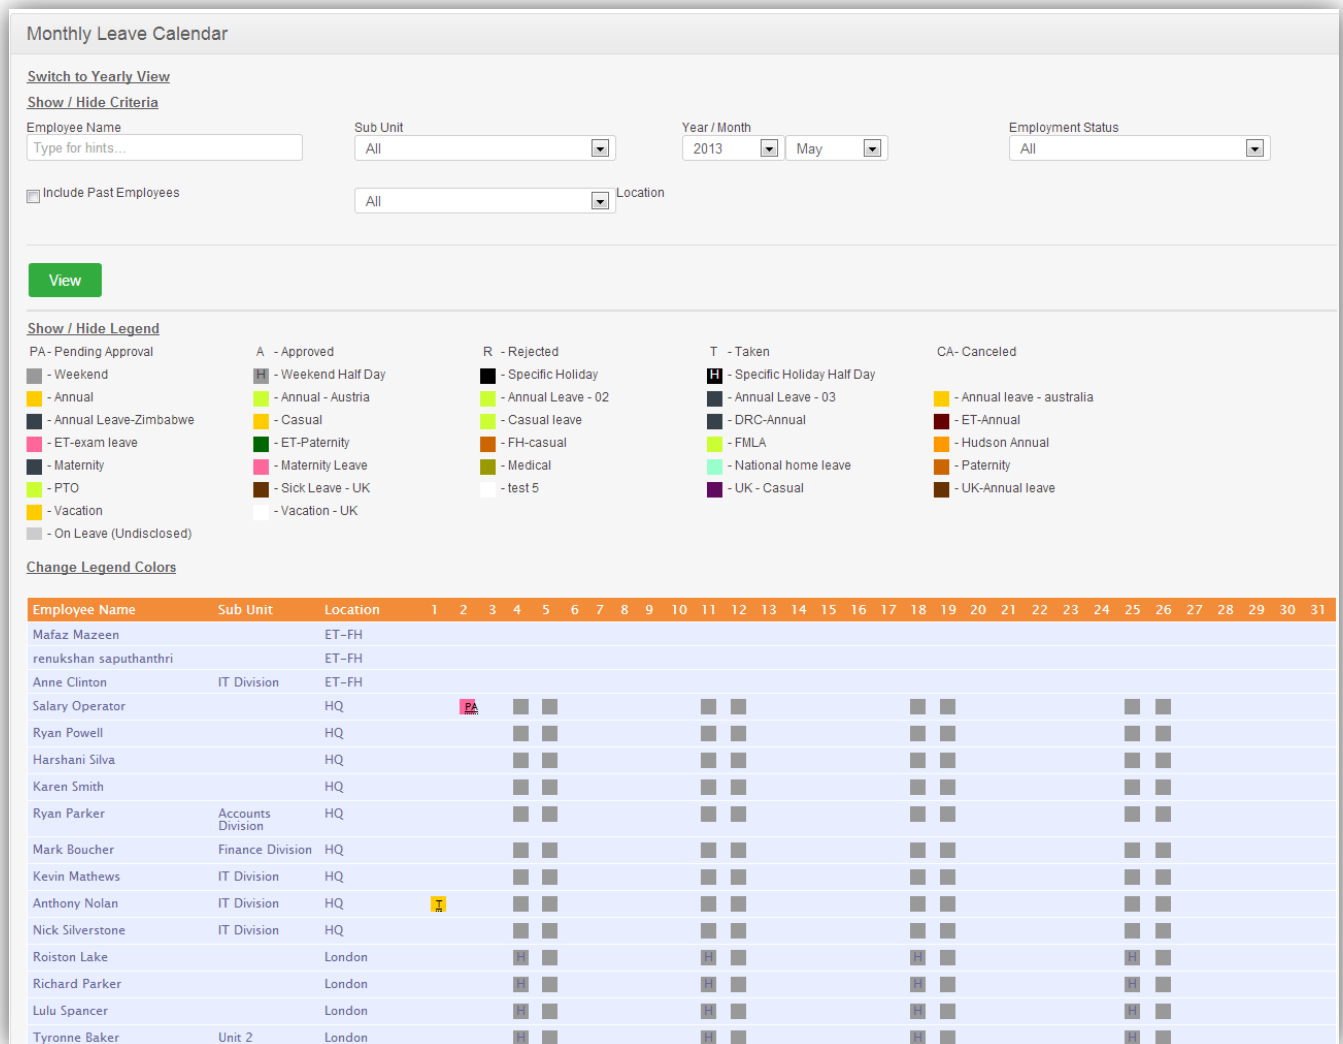 Monthly Leave Calendar
Switch to Yearly View
Show / Hide Criteria
Employee Name Sub Unit Year / Month Employment Status
Type for hints... All 2013 May All
Include Past Employees All Location
View
Show / Hide Legend
PA- Pending Approval A - Approved R - Rejected T - Taken CA- Canceled
- Weekend H - Weekend Half Day - Specific Holiday H - Specific Holiday Half Day
- Annual - Annual - Austria - Annual Leave - 02 - Annual Leave - 03 - Annual leave - australia
- Annual Leave-Zimbabwe - Casual - Casual leave - DRC-Annual - ET-Annual
- ET-exam leave - ET-Paternity - FH-casual - FMLA - Hudson Annual
- Maternity - Maternity Leave - Medical - National home leave - Paternity
- PTO - Sick Leave - UK - test 5 - UK - Casual - UK-Annual leave
- Vacation - Vacation - UK
- On Leave (Undisclosed)
Change Legend Colors
Employee Name Sub Unit Location 1 2 3 4 5 6 7 8 9 10 11 12 13 14 15 16 17 18 19 20 21 22 23 24 25 26 27 28 29 30 31
Mafaz Mazeen ET-FH
renukshan saputhanthri ET-FH
Anne Clinton IT Division ET-FH
Salary Operator HQ PA
Ryan Powell HQ
Harshani Silva HQ
Karen Smith HQ
Ryan Parker Accounts HQ
Division
Mark Boucher Finance Division HQ
Kevin Mathews IT Division HQ
Anthony Nolan IT Division HQ T
Nick Silverstone IT Division HQ
Roiston Lake London H H H H
Richard Parker London H H H H
Lulu Spancer London H H H H
Tyronne Baker Unit 2 London H H H H